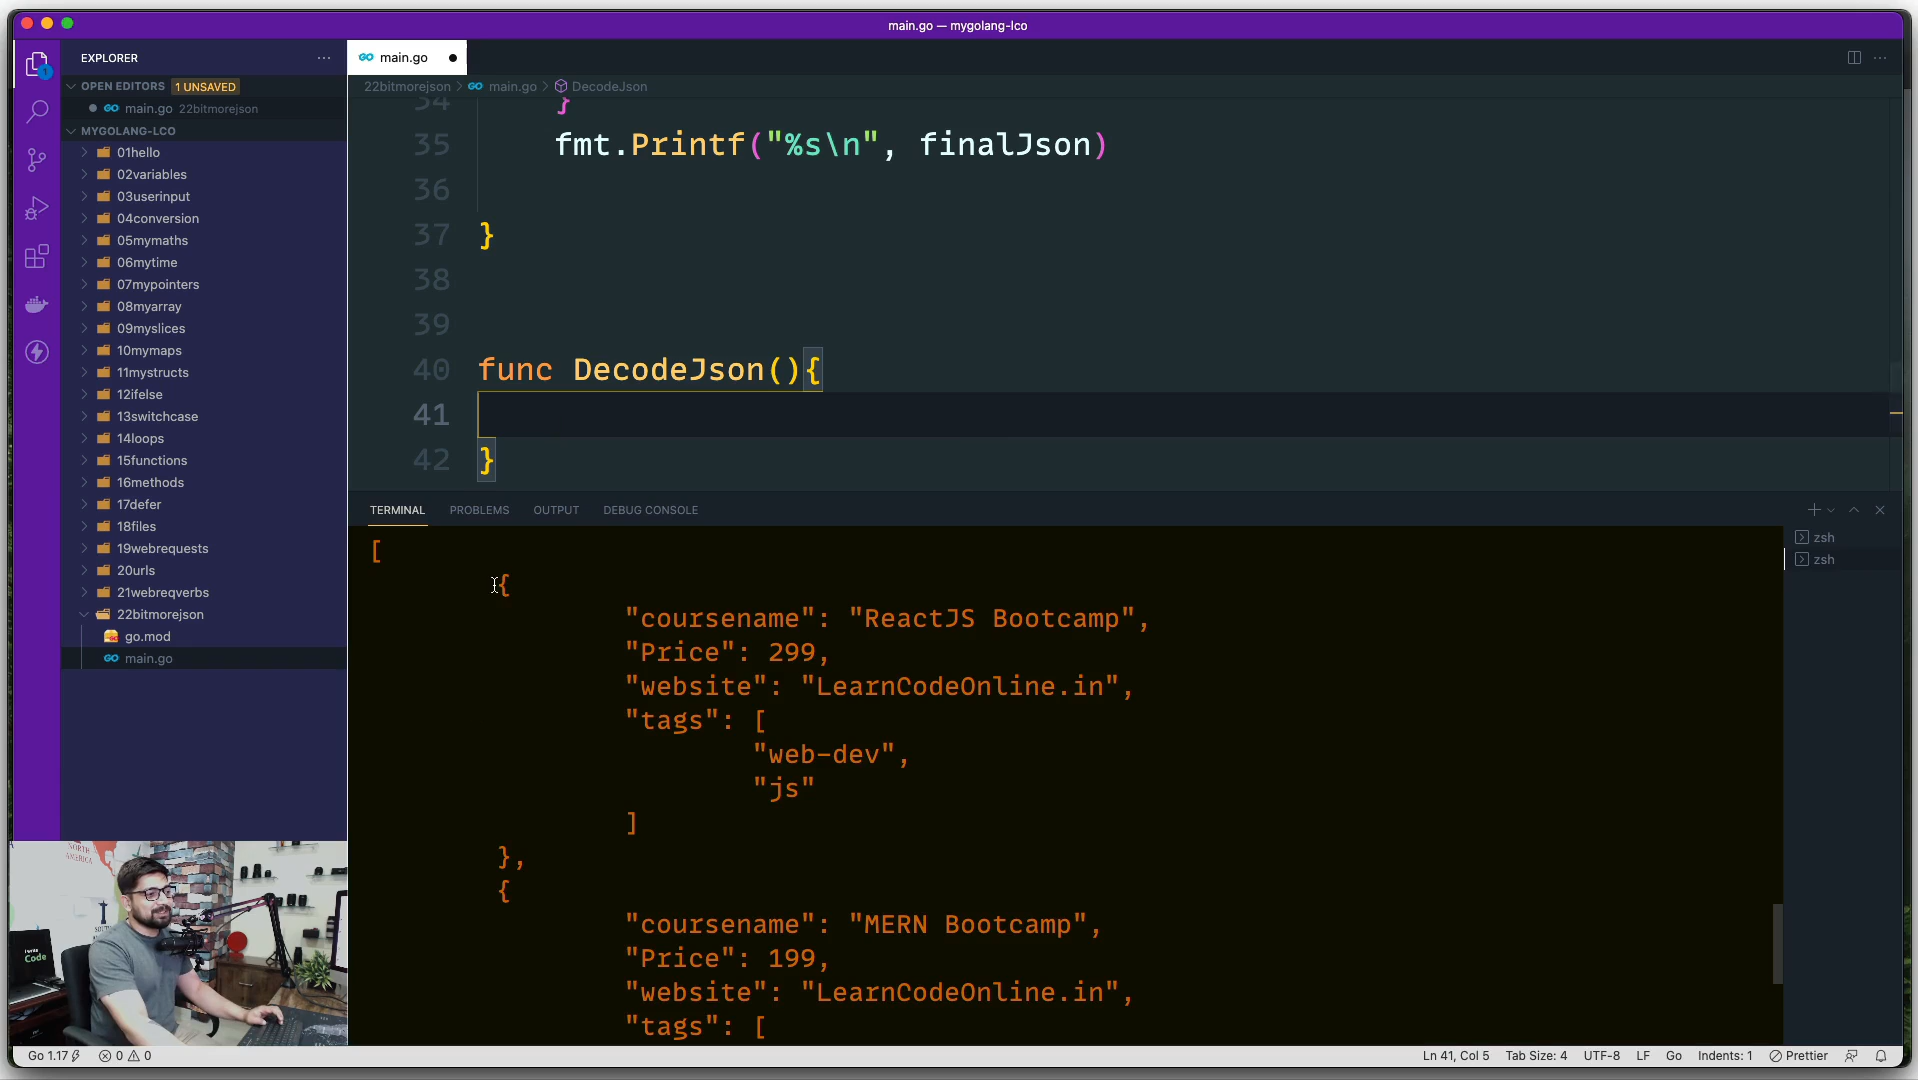 main.go — mygolang-lco
EXPLORER
OPEN EDITORS 1 UNSAVED
main.go 22bitmorejson
MYGOLANG-LCO
01hello
02variables
03userinput
04conversion
05mymaths
06mytime
07mypointers
08myarray
09myslices
10mymaps
11mystructs
12ifelse
13switchcase
14loops
15functions
16methods
17defer
18files
19webrequests
20urls
21webreqverbs
22bitmorejson
go.mod
main.go
main.go
22bitmorejson > main.go > DecodeJson
34 }
35 fmt.Printf("%s\n", finalJson)
36
37 }
38
39
40 func DecodeJson(){
41
42 }
TERMINAL PROBLEMS OUTPUT DEBUG CONSOLE
zsh
zsh
[
{
"coursename": "ReactJS Bootcamp",
"Price": 299,
"website": "LearnCodeOnline.in",
"tags": [
"web-dev",
"js"
]
},
{
"coursename": "MERN Bootcamp",
"Price": 199,
"website": "LearnCodeOnline.in",
"tags": [
NORTH
AMERICA
Code
Go 1.17 0 0
Ln 41, Col 5 Tab Size: 4 UTF-8 LF Go Indents: 1 Prettier